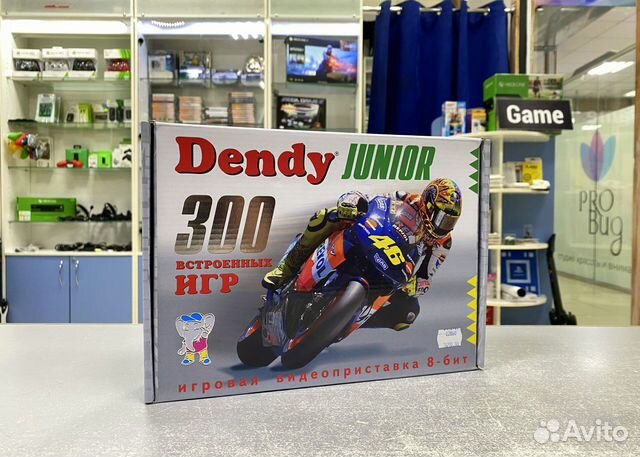 Dendy® JUNIOR
300
ВСТРОЕННЫХ
ИГР
46
игровая видеоприставка 8-бит
Game
PRO
Bug
Avito